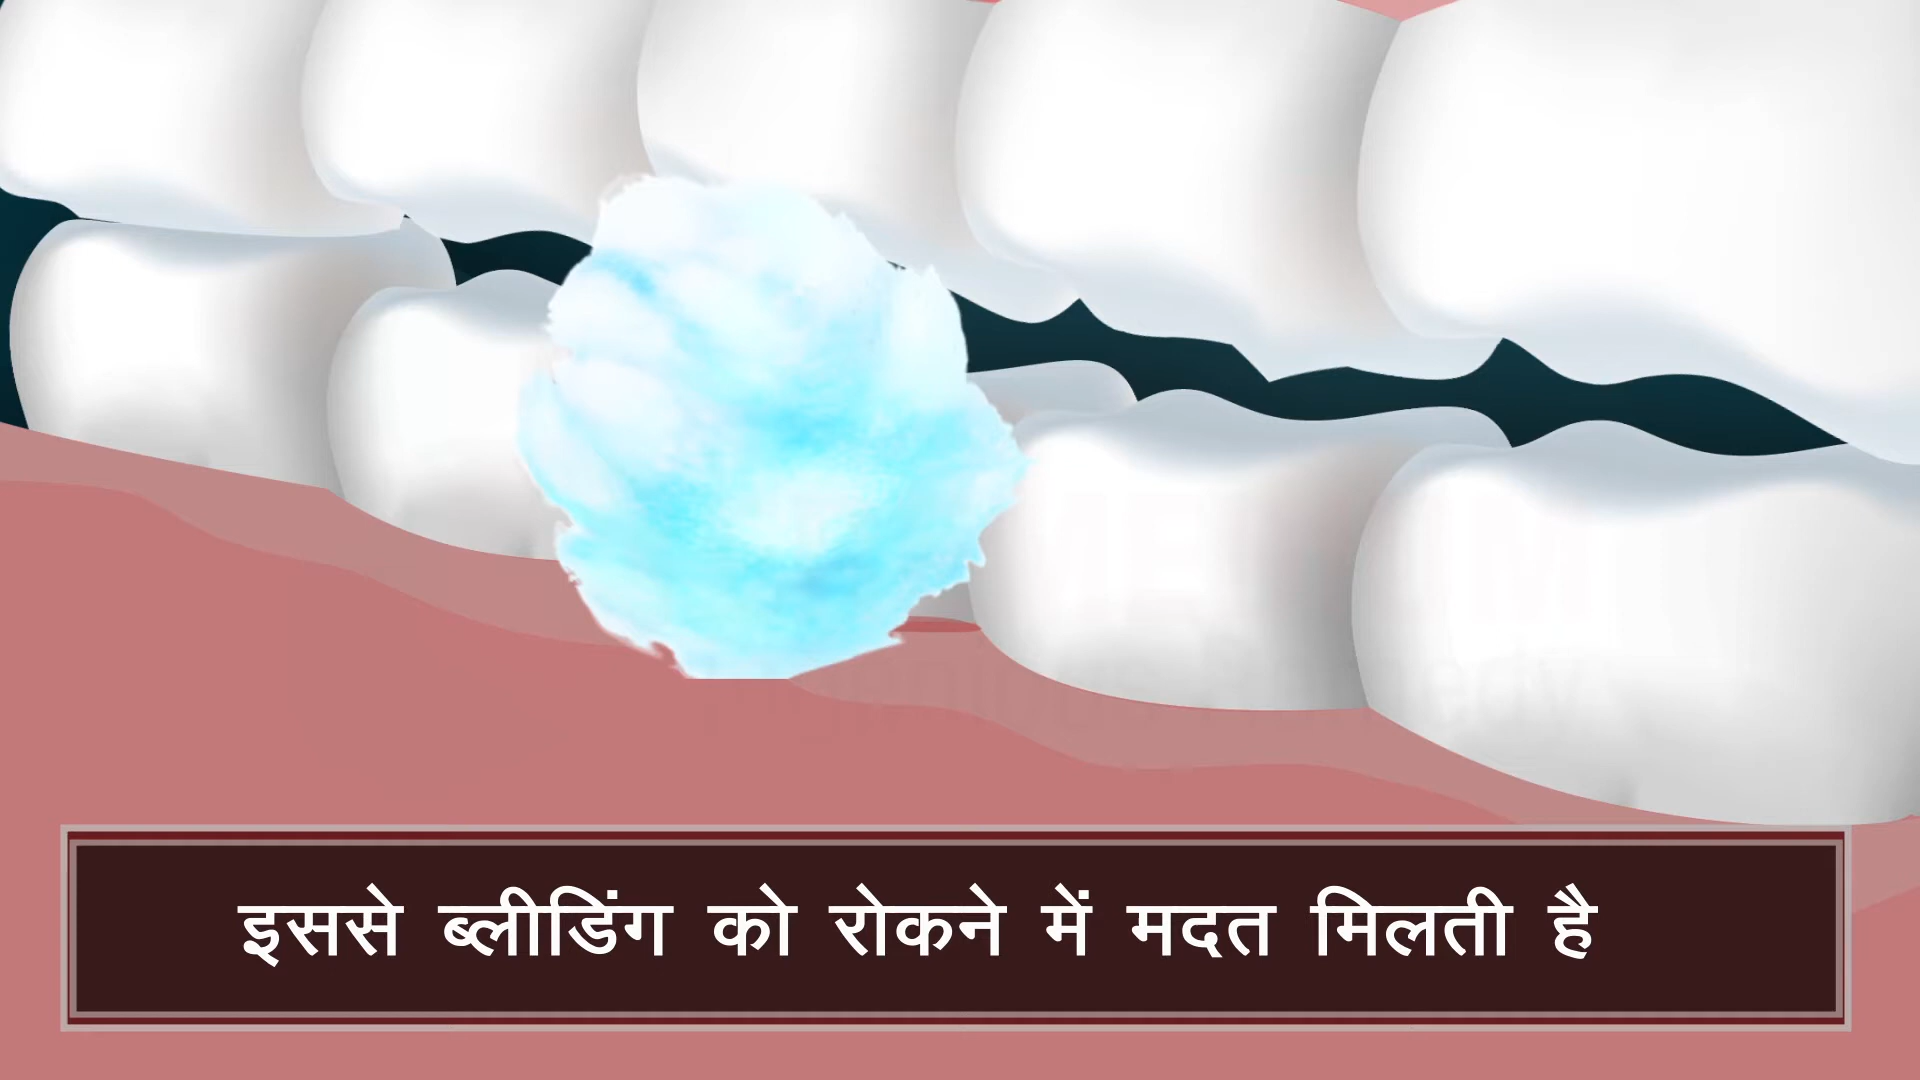 इससे ब्लीडिंग को रोकने में मदत मिलती है